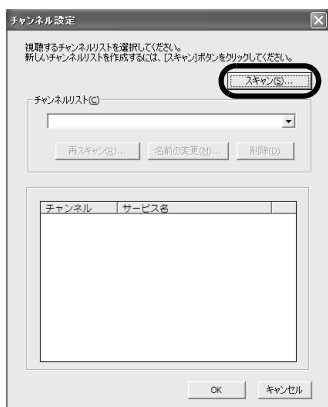 チャンネル設定
視聴するチャンネルリストを選択してください。
新しいチャンネルリストを作成するには、[スキャン]ボタンをクリックしてください。
スキャン(S)...
チャンネルリスト(C)
再スキャン(R)... 名前の変更(M)... 削除(D)
チャンネル サービス名
OK キャンセル